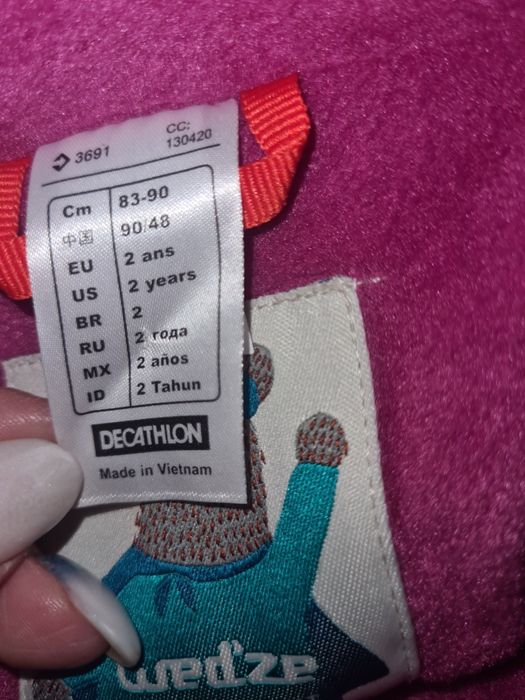 3691
CC:
130420
Cm 83-90
中国 90/48
EU 2 ans
US 2 years
BR 2
RU 2 года
MX 2 años
ID 2 Tahun
DECATHLON
Made in Vietnam
wed'ze